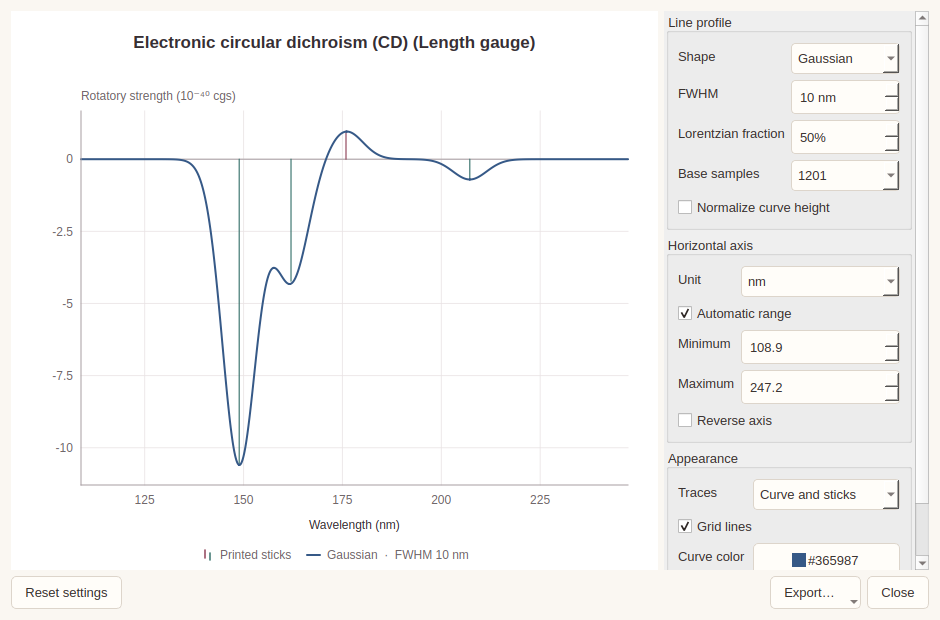 Electronic circular dichroism (CD) (Length gauge)
Rotatory strength (10⁻⁴⁰ cgs)
0
-2.5
-5
-7.5
-10
125 150 175 200 225
Wavelength (nm)
Printed sticks Gaussian · FWHM 10 nm
Line profile
Shape Gaussian
FWHM 10 nm
Lorentzian fraction 50%
Base samples 1201
Normalize curve height
Horizontal axis
Unit nm
Automatic range
Minimum 108.9
Maximum 247.2
Reverse axis
Appearance
Traces Curve and sticks
Grid lines
Curve color #365987
Reset settings Export... Close